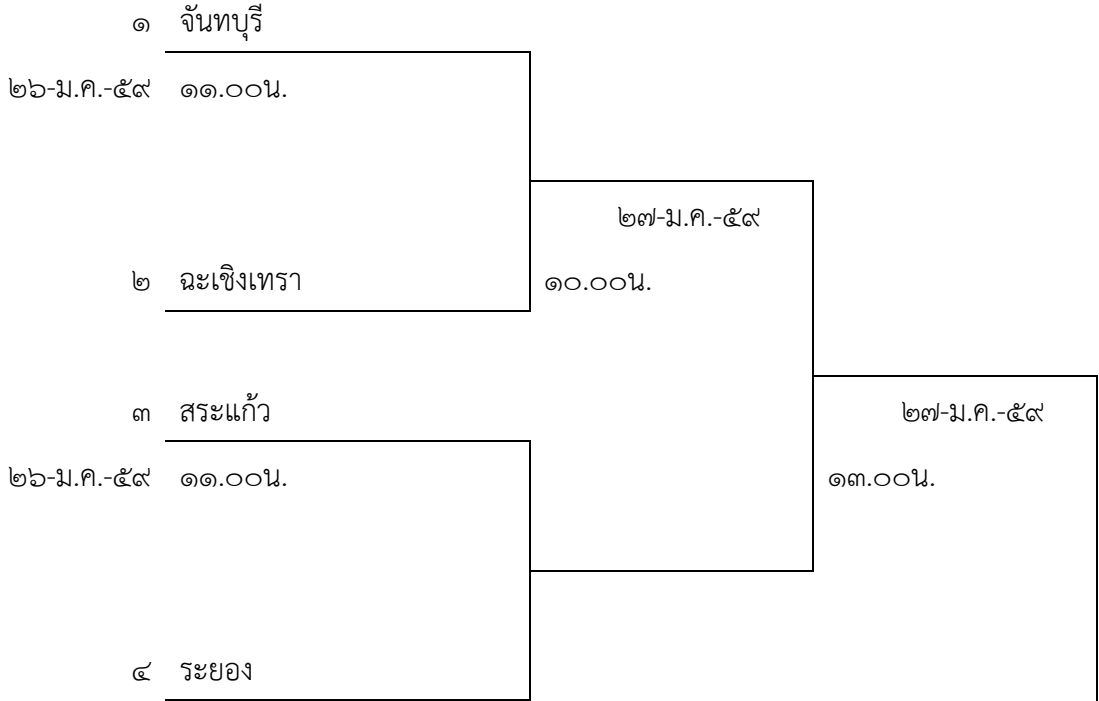 ๑ จันทบุรี
๒๖-ม.ค.-๕๙ ๑๑.๐๐น.
๒๗-ม.ค.-๕๙
๒ ฉะเชิงเทรา ๑๐.๐๐น.
๓ สระแก้ว ๒๗-ม.ค.-๕๙
๒๖-ม.ค.-๕๙ ๑๑.๐๐น. ๑๓.๐๐น.
๔ ระยอง